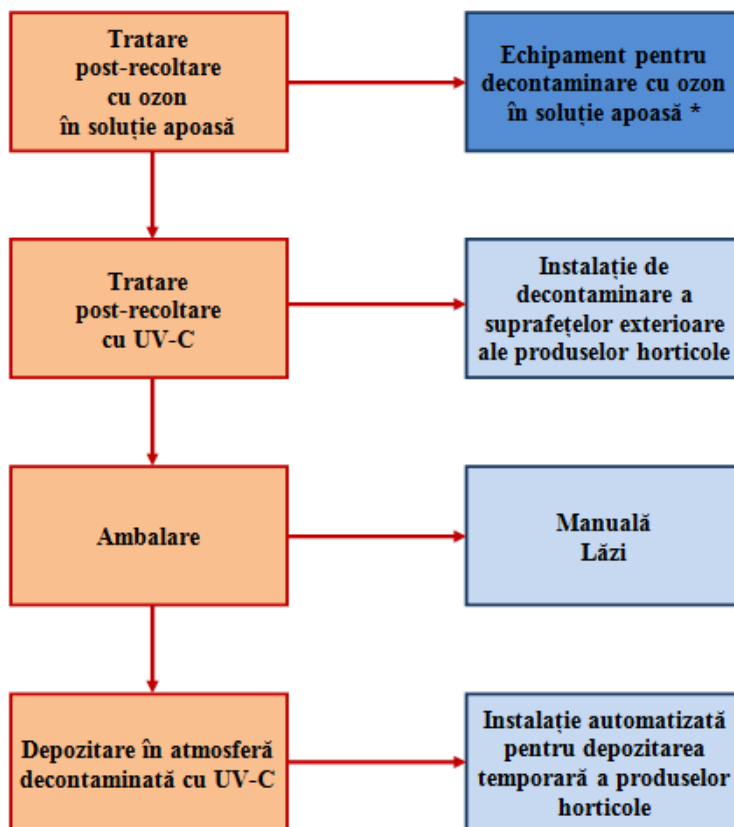 Tratare
post-recoltare
cu ozon
în soluție apoasă
Echipament pentru
decontaminare cu ozon
în soluție apoasă *
Tratare
post-recoltare
cu UV-C
Instalație de
decontaminare a
suprafețelor exterioare
ale produselor horticole
Ambalare
Manuală
Lăzi
Depozitare în atmosferă
decontaminată cu UV-C
Instalație automatizată
pentru depozitarea
temporară a produselor
horticole